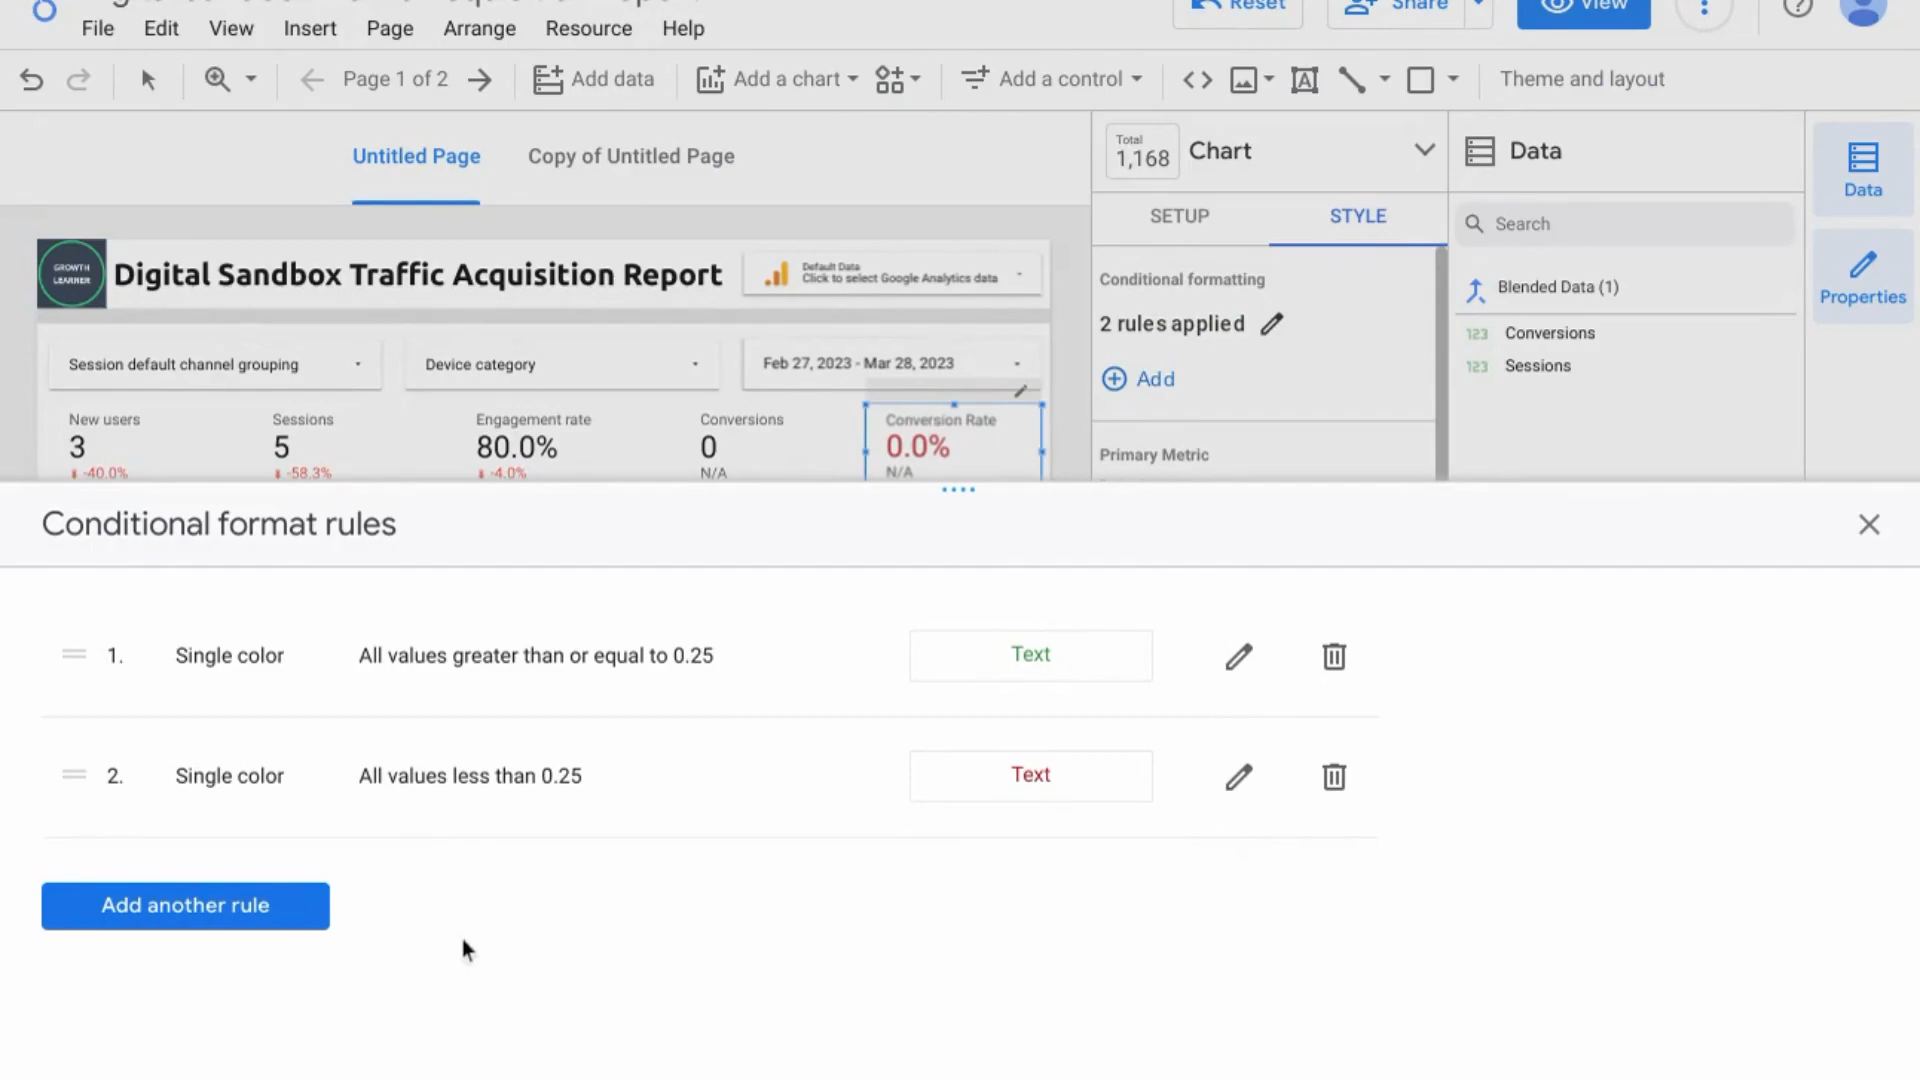 Reset
Share
View
File Edit View Insert Page Arrange Resource Help
Page 1 of 2
Add data
Add a chart
Add a control
Theme and layout
Untitled Page
Copy of Untitled Page
Total
1,168
Chart
Data
Data
SETUP
STYLE
Search
GROWTH
LEARNER
Digital Sandbox Traffic Acquisition Report
Default Data
Click to select Google Analytics data
Conditional formatting
Blended Data (1)
Properties
2 rules applied
123 Conversions
Session default channel grouping
Device category
Feb 27, 2023 - Mar 28, 2023
123 Sessions
Add
New users
3
-40.0%
Sessions
5
-58.3%
Engagement rate
80.0%
-4.0%
Conversions
0
N/A
Conversion Rate
0.0%
N/A
Primary Metric
Conditional format rules
1. Single color All values greater than or equal to 0.25 Text
2. Single color All values less than 0.25 Text
Add another rule